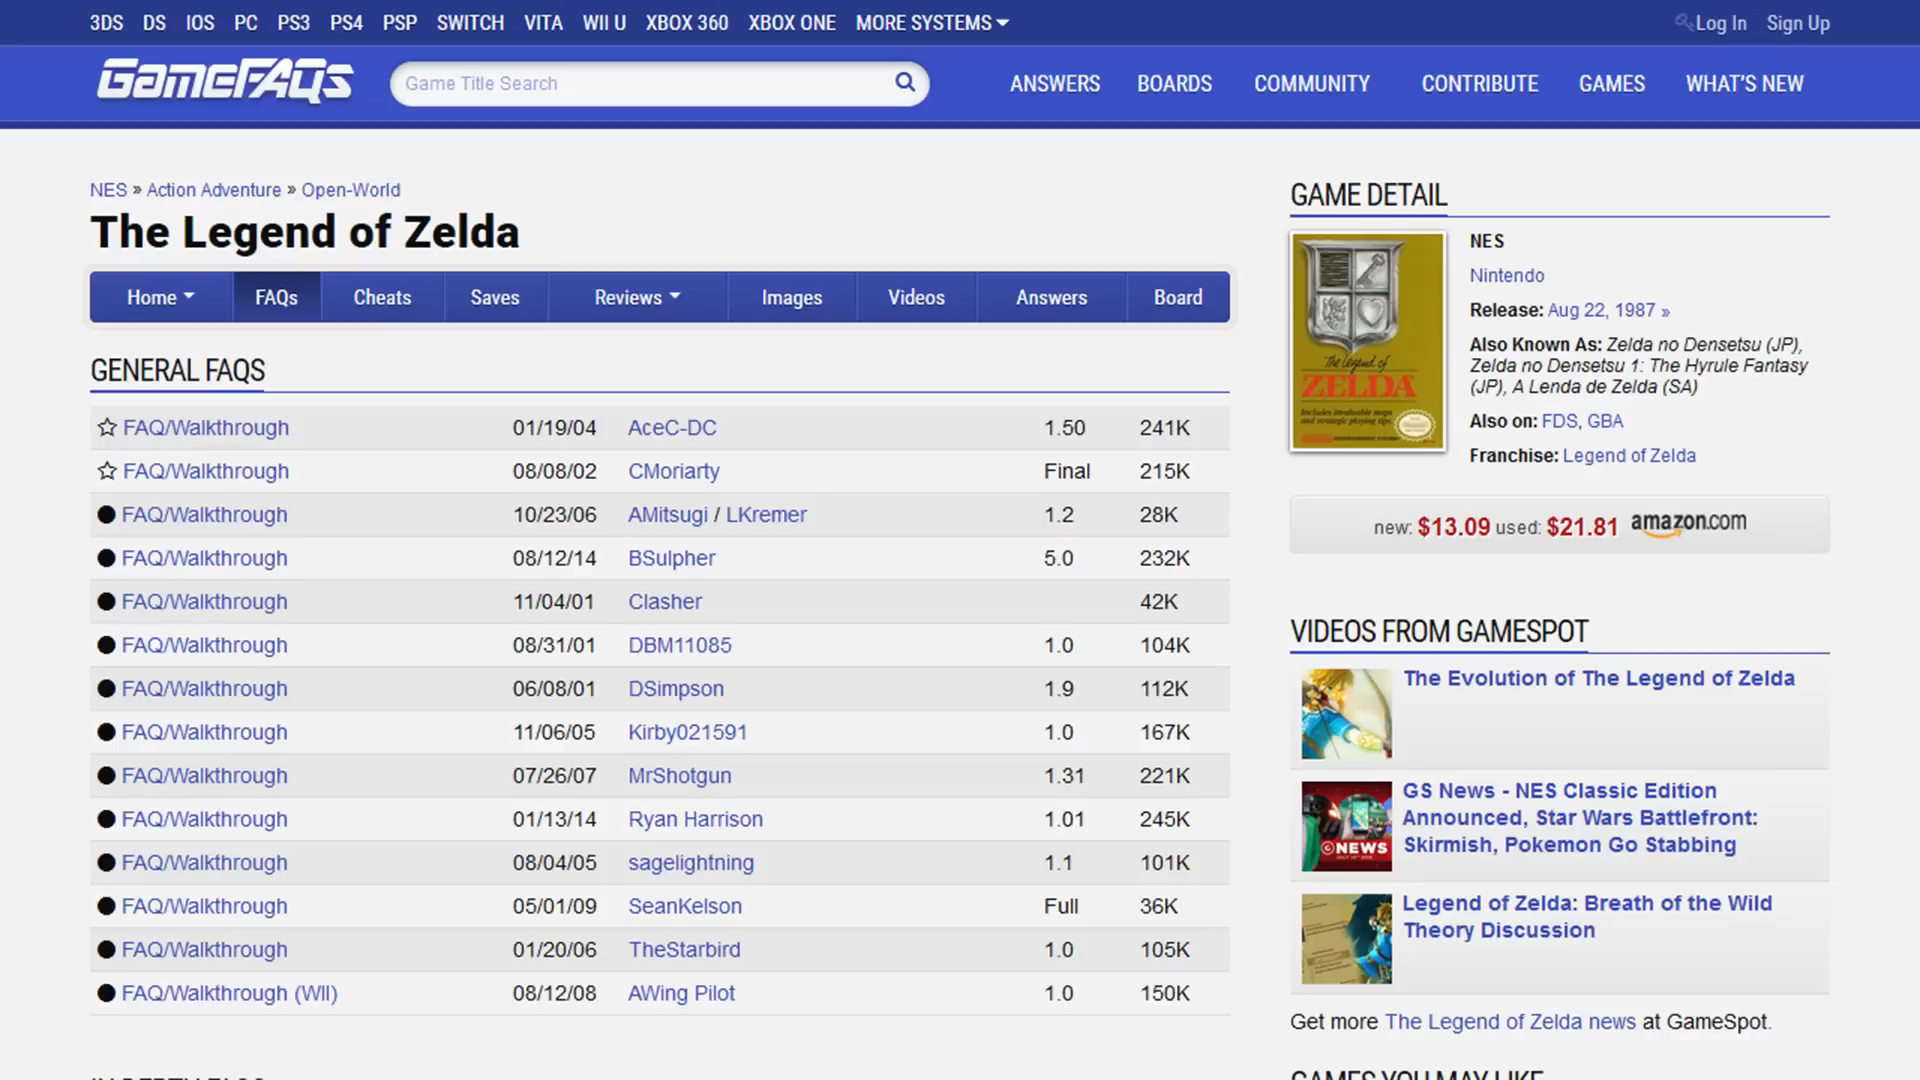 3DS DS IOS PC PS3 PS4 PSP SWITCH VITA WII U XBOX 360 XBOX ONE MORE SYSTEMS Log In Sign Up
GameFAQs Game Title Search ANSWERS BOARDS COMMUNITY CONTRIBUTE GAMES WHAT'S NEW
NES » Action Adventure » Open-World
The Legend of Zelda
Home FAQs Cheats Saves Reviews Images Videos Answers Board
GENERAL FAQS
FAQ/Walkthrough 01/19/04 AceC-DC 1.50 241K
FAQ/Walkthrough 08/08/02 CMoriarty Final 215K
FAQ/Walkthrough 10/23/06 AMitsugi / LKremer 1.2 28K
FAQ/Walkthrough 08/12/14 BSulpher 5.0 232K
FAQ/Walkthrough 11/04/01 Clasher 42K
FAQ/Walkthrough 08/31/01 DBM11085 1.0 104K
FAQ/Walkthrough 06/08/01 DSimpson 1.9 112K
FAQ/Walkthrough 11/06/05 Kirby021591 1.0 167K
FAQ/Walkthrough 07/26/07 MrShotgun 1.31 221K
FAQ/Walkthrough 01/13/14 Ryan Harrison 1.01 245K
FAQ/Walkthrough 08/04/05 sagelightning 1.1 101K
FAQ/Walkthrough 05/01/09 SeanKelson Full 36K
FAQ/Walkthrough 01/20/06 TheStarbird 1.0 105K
FAQ/Walkthrough (WII) 08/12/08 AWing Pilot 1.0 150K
GAME DETAIL
The Legend of
ZELDA
Includes invaluable maps
and strategic playing tips.
NES
Nintendo
Release: Aug 22, 1987 »
Also Known As: Zelda no Densetsu (JP),
Zelda no Densetsu 1: The Hyrule Fantasy
(JP), A Lenda de Zelda (SA)
Also on: FDS, GBA
Franchise: Legend of Zelda
new: $13.09 used: $21.81 amazon.com
VIDEOS FROM GAMESPOT
The Evolution of The Legend of Zelda
NEWS
GS News - NES Classic Edition
Announced, Star Wars Battlefront:
Skirmish, Pokemon Go Stabbing
Legend of Zelda: Breath of the Wild
Theory Discussion
Get more The Legend of Zelda news at GameSpot.
GAMES YOU MAY LIKE